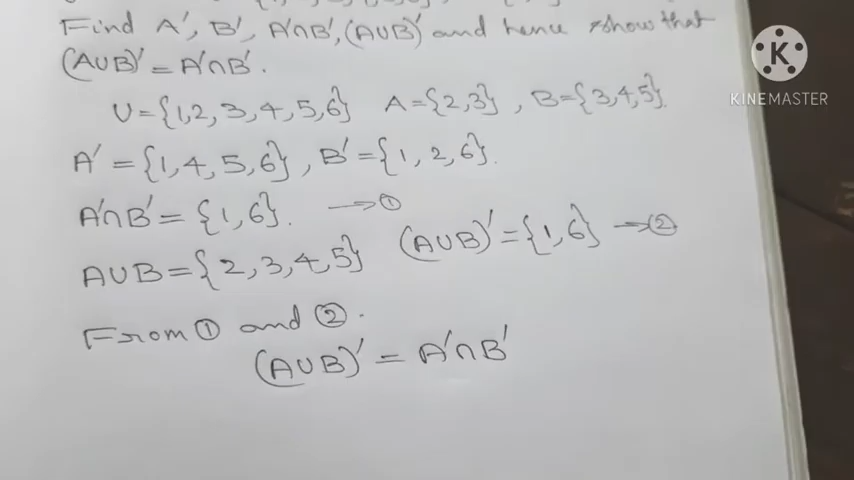 Find A′, B′, A′∩B′, (A∪B)′ and hence show that
(A∪B)′ = A′∩B′.
U = {1,2,3,4,5,6} A = {2,3} , B = {3,4,5}.
A′ = {1,4,5,6} , B′ = {1,2,6}.
A′∩B′ = {1,6}. → ①
A∪B = {2,3,4,5} (A∪B)′ = {1,6} → ②
From ① and ②.
(A∪B)′ = A′∩B′
K
KINEMASTER